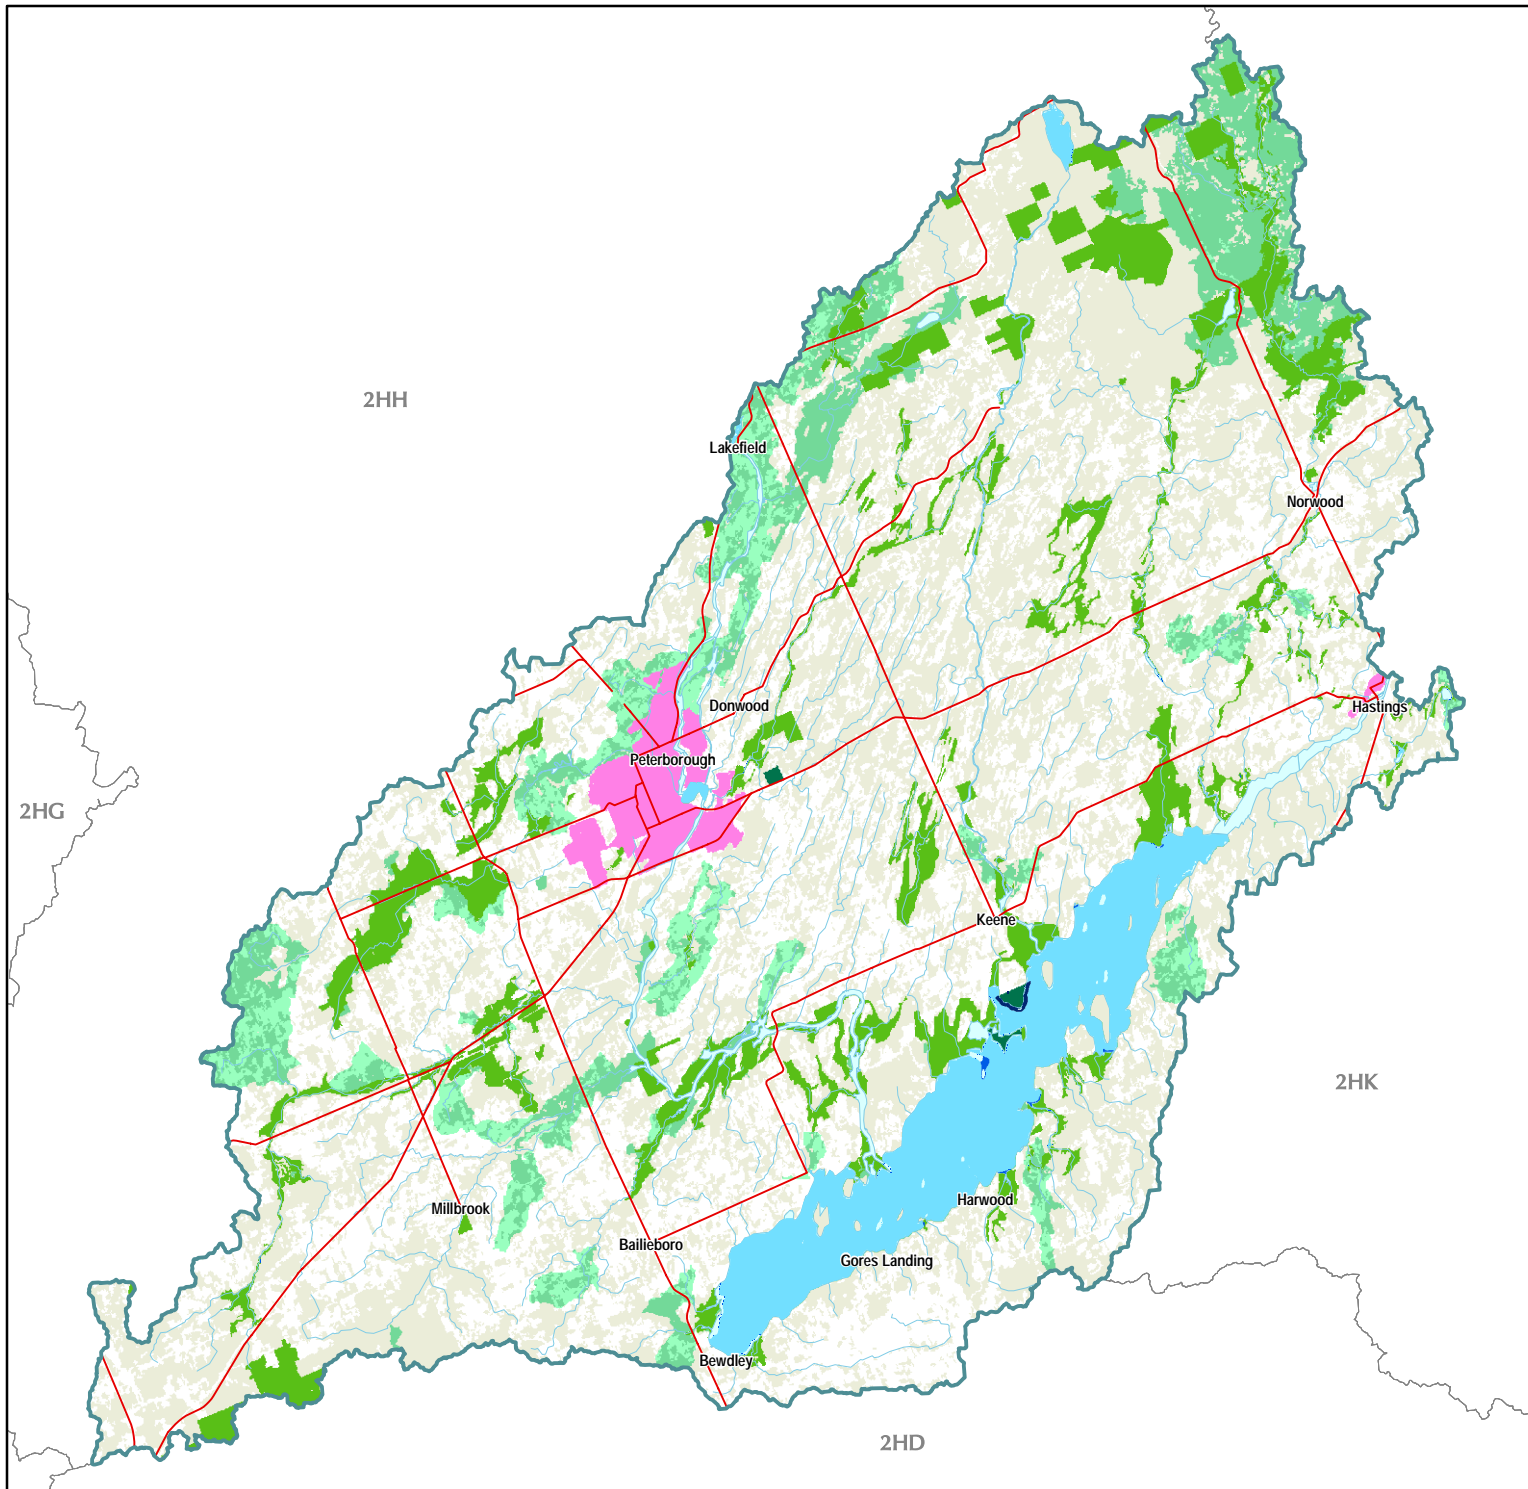 2HH
Lakefield
Norwood
Donwood
Hastings
Peterborough
2HG
Keene
2HK
Harwood
Millbrook
Bailieboro
Gores Landing
Bewdley
2HD